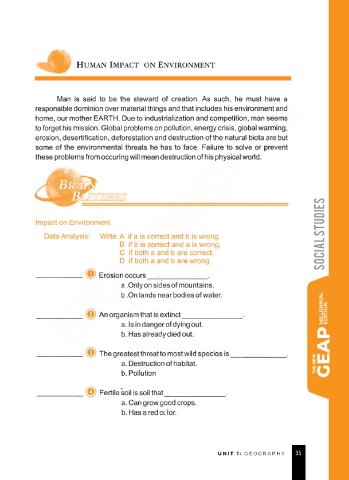 HUMAN IMPACT ON ENVIRONMENT
Man is said to be the steward of creation. As such, he must have a
responsible dominion over material things and that includes his environment and
home, our mother EARTH. Due to industrialization and competition, man seems
to forget his mission. Global problems on pollution, energy crisis, global warming,
erosion, desertification, deforestation and destruction of the natural biota are but
some of the environmental threats he has to face. Failure to solve or prevent
these problems from occuring will mean destruction of his physical world.
BRAIN
BLITZERS
Impact on Environment
Data Analysis: Write A if a is correct and b is wrong.
B if b is correct and a is wrong.
C if both a and b are correct.
D if both a and b are wrong.
____________ 1 Erosion occurs ______________.
a .Only on sides of mountains.
b .On lands near bodies of water.
____________ 2 An organism that is extinct ______________.
a. Is in danger of dying out.
b. Has already died out.
____________ 3 The greatest threat to most wild species is ______________.
a. Destruction of habitat.
b. Pollution
____________ 4 Fertile soil is soil that ______________.
a. Can grow good crops.
b. Has a red color.
SOCIAL STUDIES
THE NEW GEAP MILLENNIAL EDITION
UNIT 1: GEOGRAPHY 35